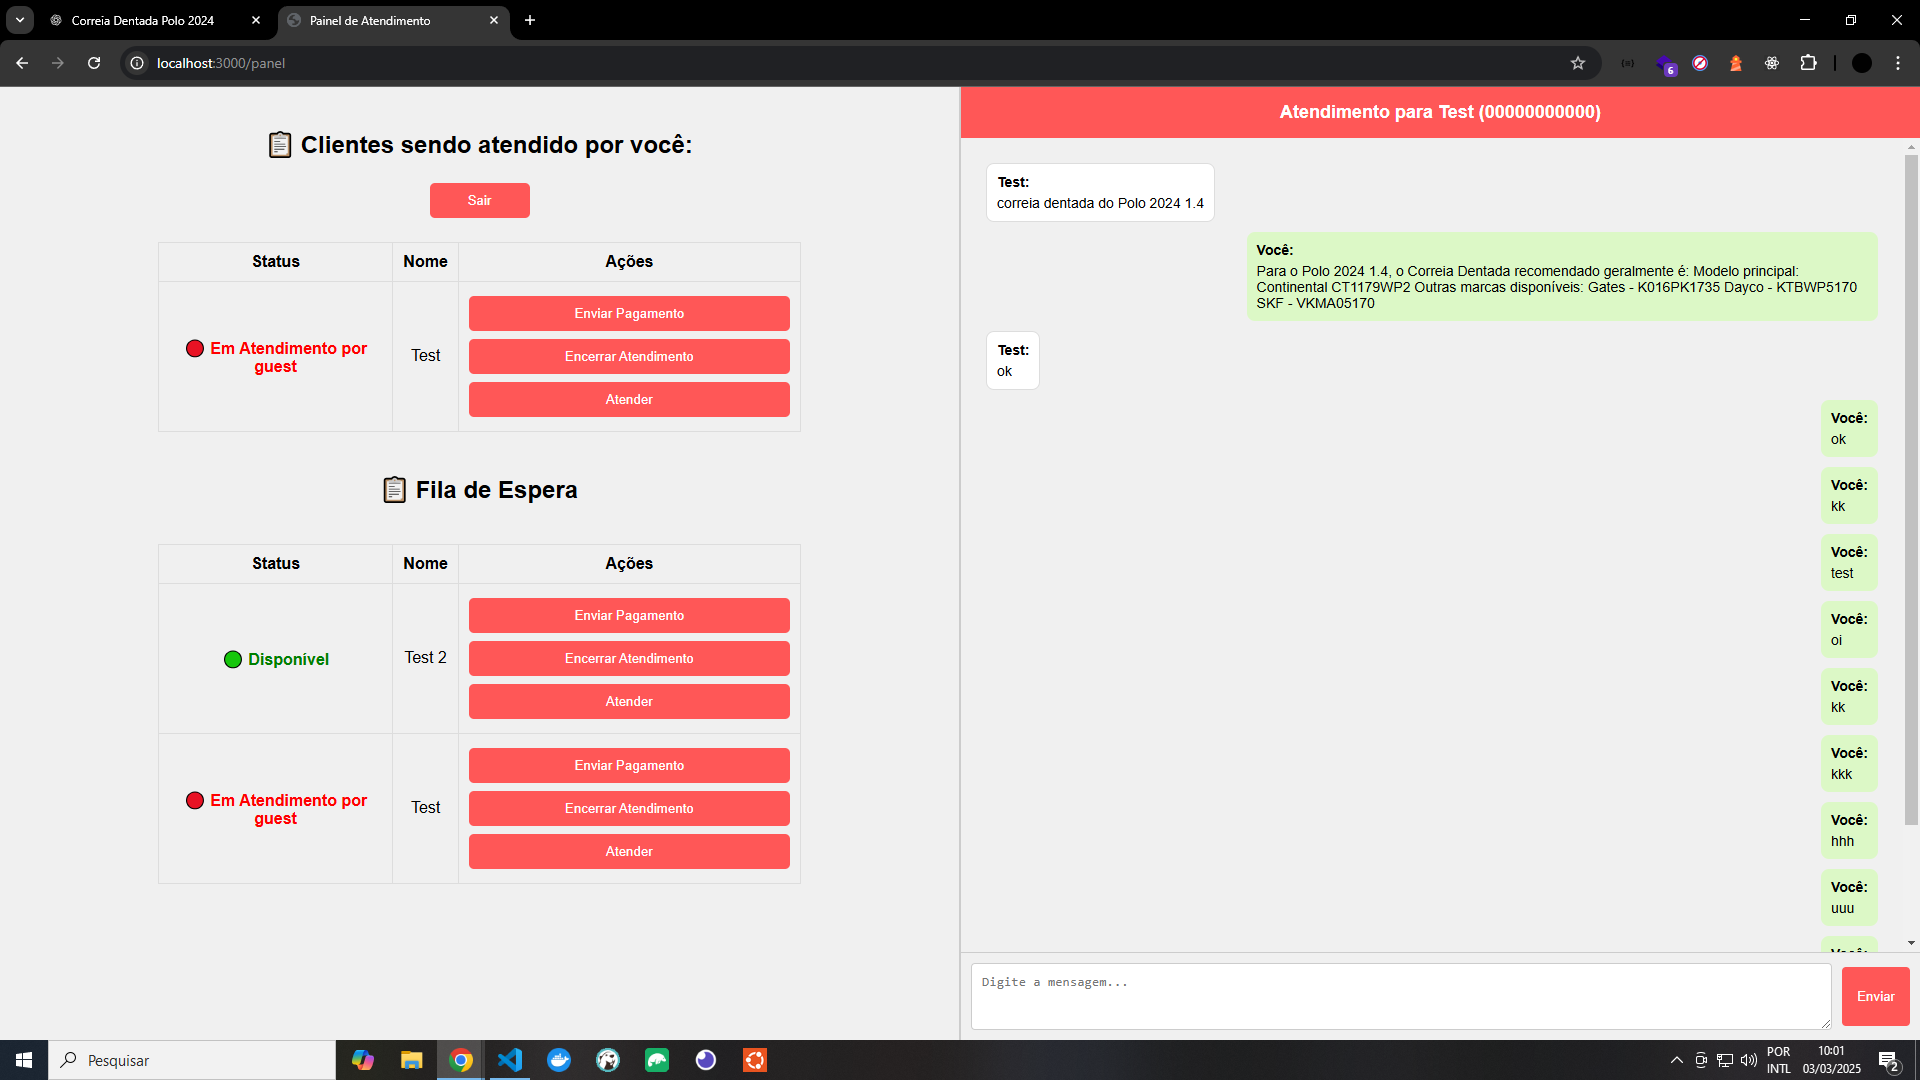 Correia Dentada Polo 2024
Painel de Atendimento
localhost:3000/panel
6
Clientes sendo atendido por você:
Sair
Status Nome Ações
Em Atendimento por guest
Test
Enviar Pagamento
Encerrar Atendimento
Atender
Fila de Espera
Status Nome Ações
Disponível
Test 2
Enviar Pagamento
Encerrar Atendimento
Atender
Em Atendimento por guest
Test
Enviar Pagamento
Encerrar Atendimento
Atender
Atendimento para Test (00000000000)
Test:
correia dentada do Polo 2024 1.4
Você:
Para o Polo 2024 1.4, o Correia Dentada recomendado geralmente é: Modelo principal:
Continental CT1179WP2 Outras marcas disponíveis: Gates - K016PK1735 Dayco - KTBWP5170
SKF - VKMA05170
Test:
ok
Você:
ok
Você:
kk
Você:
test
Você:
oi
Você:
kk
Você:
kkk
Você:
hhh
Você:
uuu
Você:
Digite a mensagem...
Enviar
Pesquisar
POR
INTL
10:01
03/03/2025
2